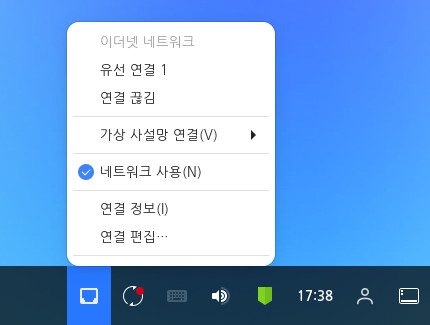 이더넷 네트워크
유선 연결 1
연결 끊김
가상 사설망 연결(V)
네트워크 사용(N)
연결 정보(I)
연결 편집…
17:38